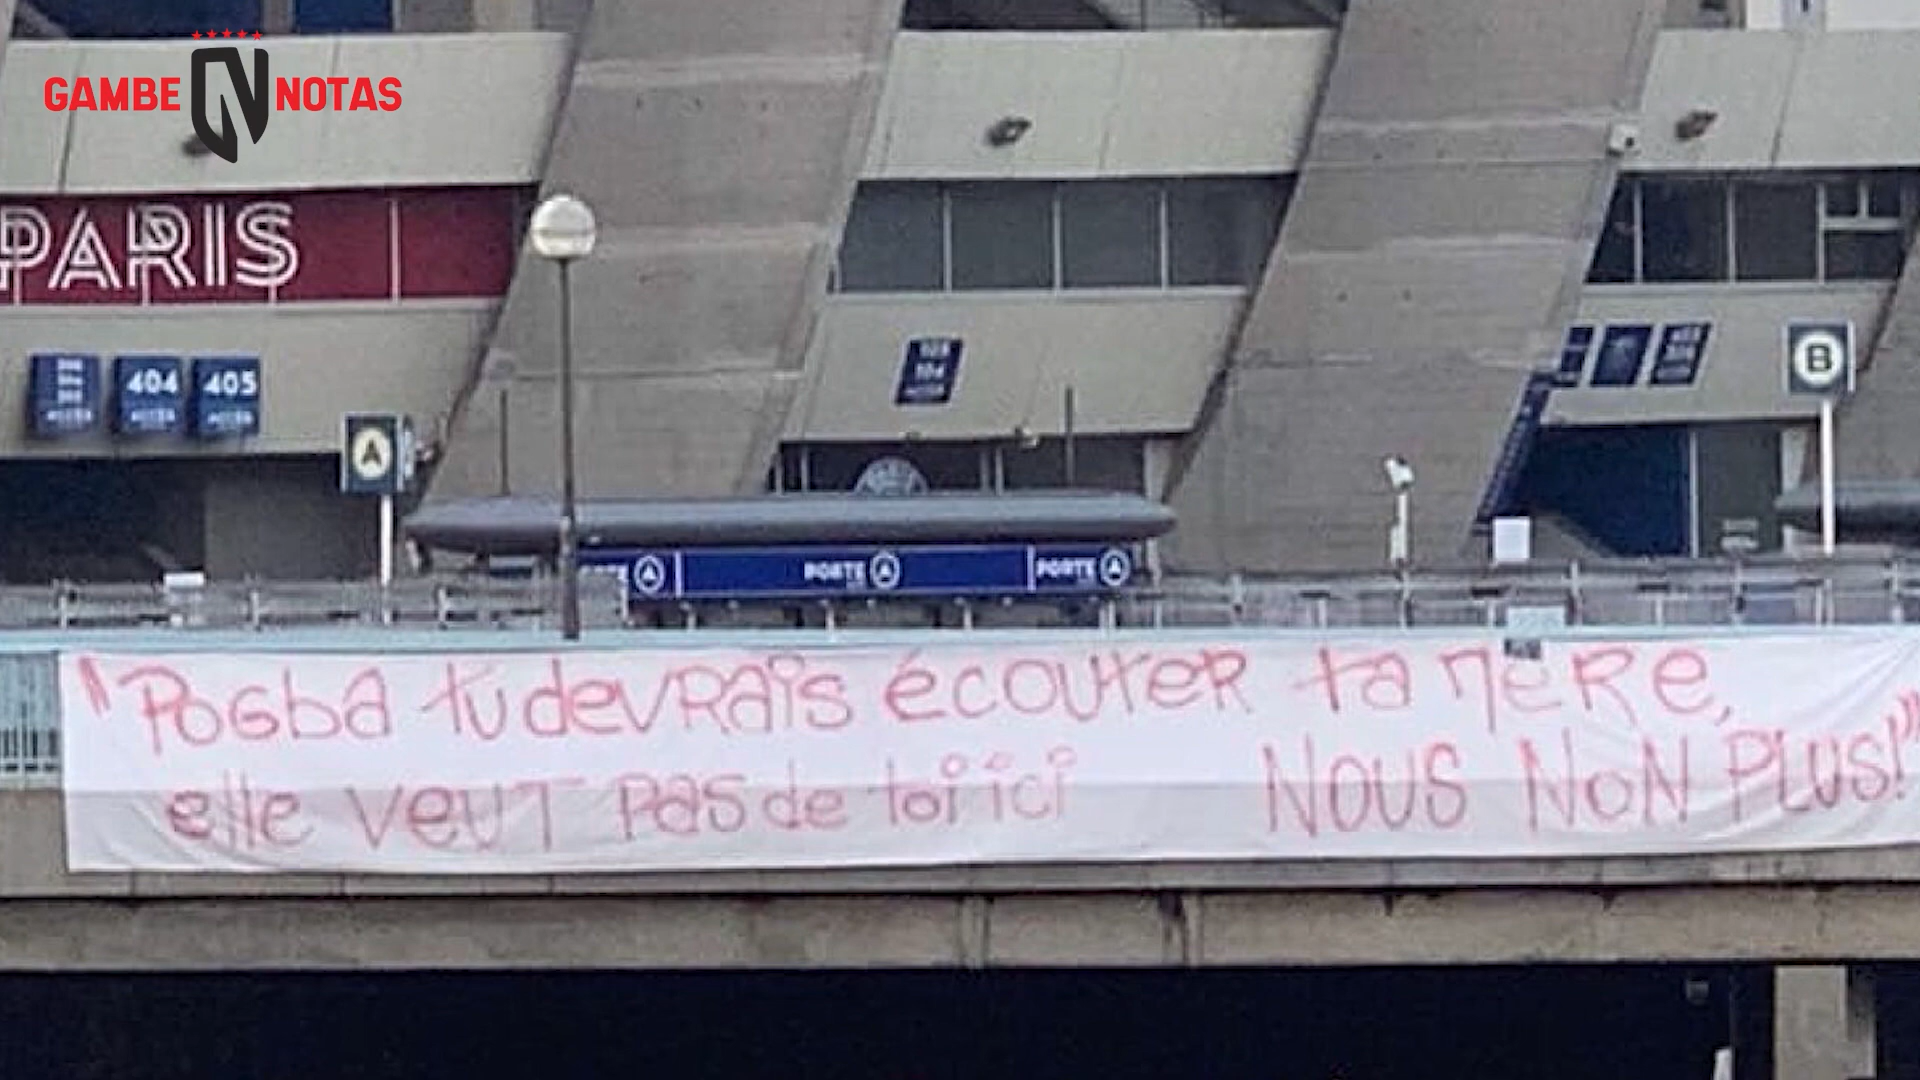 GAMBE NOTAS
PARIS
404
405
A
B
PORTE A
PORTE A
"Pogba tu devrais écouter ta mère,
elle veut pas de toi ici NOUS NON PLUS!"